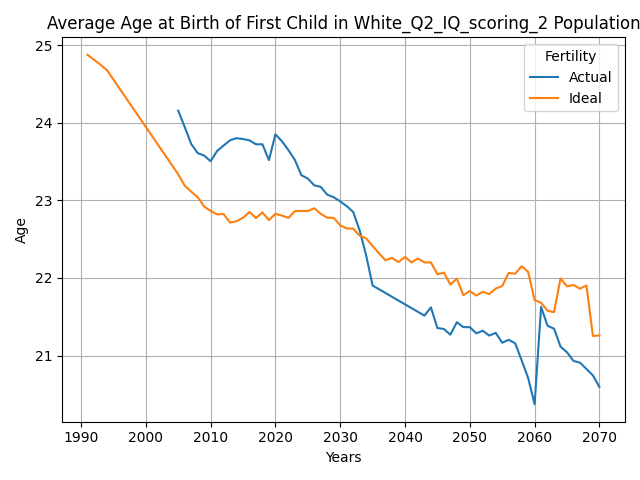 Average Age at Birth of First Child in White_Q2_IQ_scoring_2 Population
Fertility
Actual
Ideal
Age
25
24
23
22
21
1990 2000 2010 2020 2030 2040 2050 2060 2070
Years